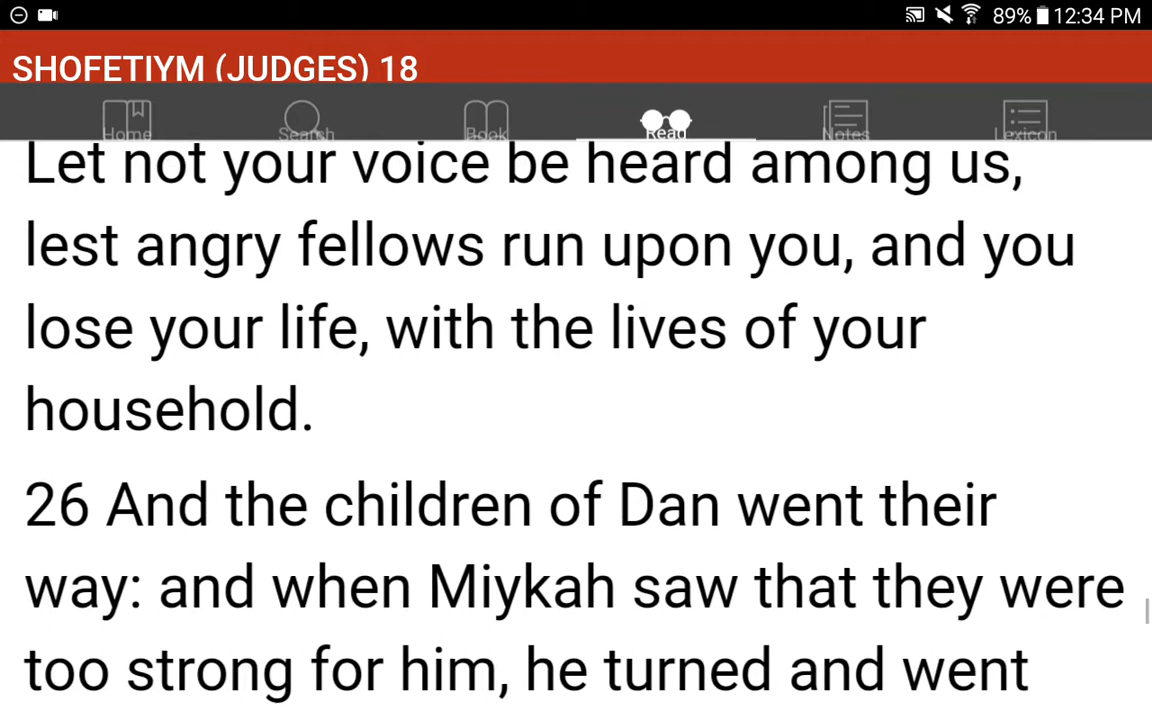 89% 12:34 PM
SHOFETIYM (JUDGES) 18
Home Search Book Read Notes Lexicon
Let not your voice be heard among us,
lest angry fellows run upon you, and you
lose your life, with the lives of your
household.
26 And the children of Dan went their
way: and when Miykah saw that they were
too strong for him, he turned and went